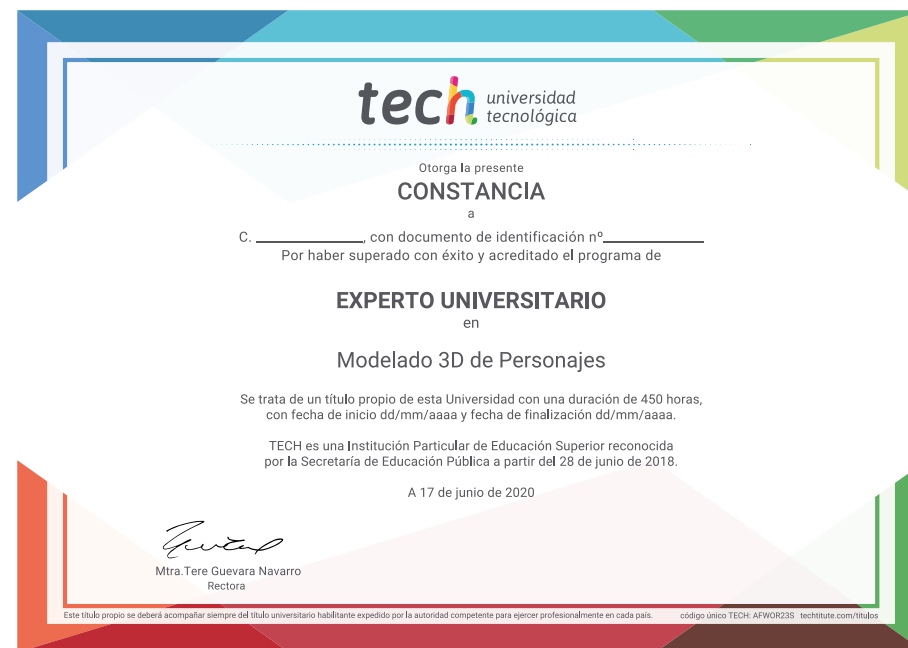 tech universidad
tecnológica
Otorga la presente
CONSTANCIA
a
C. ____________, con documento de identificación nº____________
Por haber superado con éxito y acreditado el programa de
EXPERTO UNIVERSITARIO
en
Modelado 3D de Personajes
Se trata de un título propio de esta Universidad con una duración de 450 horas,
con fecha de inicio dd/mm/aaaa y fecha de finalización dd/mm/aaaa.
TECH es una Institución Particular de Educación Superior reconocida
por la Secretaría de Educación Pública a partir del 28 de junio de 2018.
A 17 de junio de 2020
Mtra.Tere Guevara Navarro
Rectora
Este título propio se deberá acompañar siempre del título universitario habilitante expedido por la autoridad competente para ejercer profesionalmente en cada país. código único TECH: AFWOR23S techtitute.com/titulos